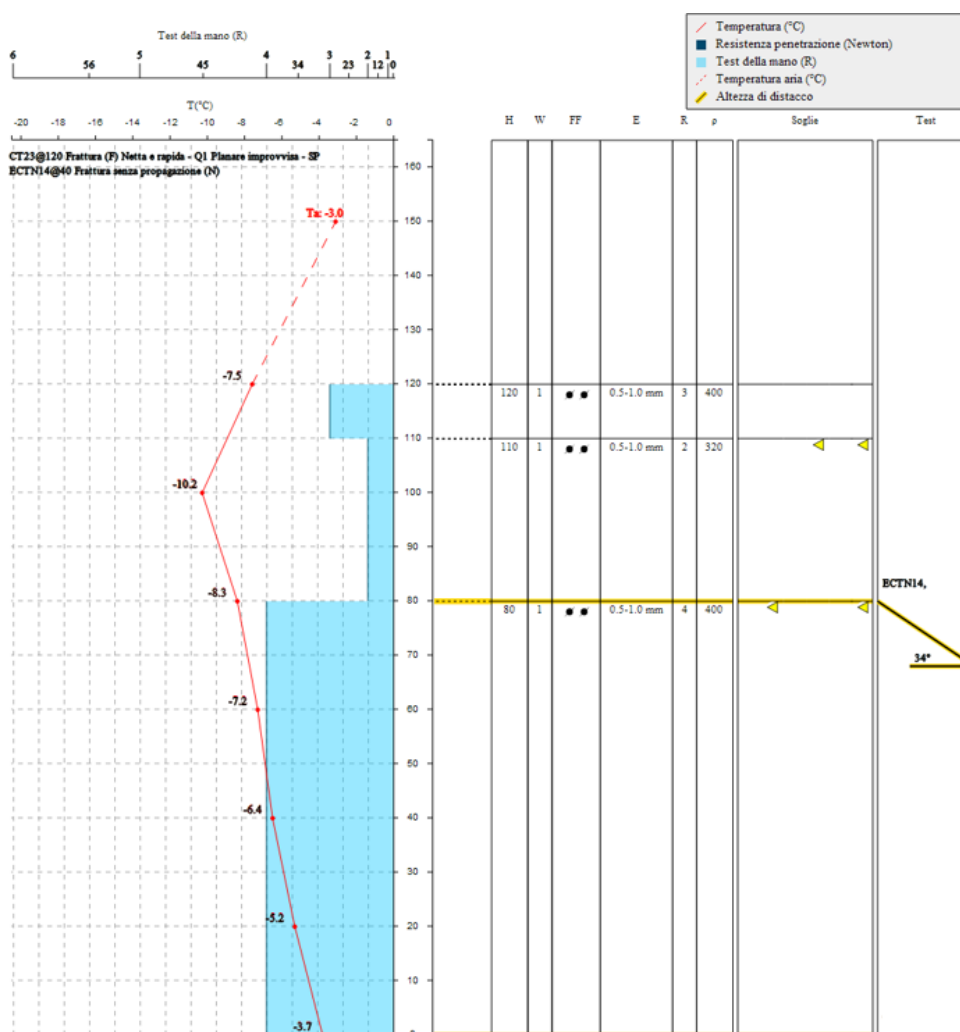 Test della mano (R)
6 5 4 3 2 1 0
56 45 34 23 12
T(°C)
-20 -18 -16 -14 -12 -10 -8 -6 -4 -2 0
Temperatura (°C)
Resistenza penetrazione (Newton)
Test della mano (R)
Temperatura aria (°C)
Altezza di distacco
H W FF E R ρ Soglie Test
CT23@120 Frattura (F) Netta e rapida - Q1 Planare improvvisa - SP
ECTN14@40 Frattura senza propagazione (N)
160
Ta: -3.0
150
140
130
-7.5
120
120 1 0.5-1.0 mm 3 400
110
110 1 0.5-1.0 mm 2 320
-10.2
100
90
-8.3
80
ECTN14,
80 1 0.5-1.0 mm 4 400
34°
70
-7.2
60
50
-6.4
40
30
-5.2
20
10
-3.7